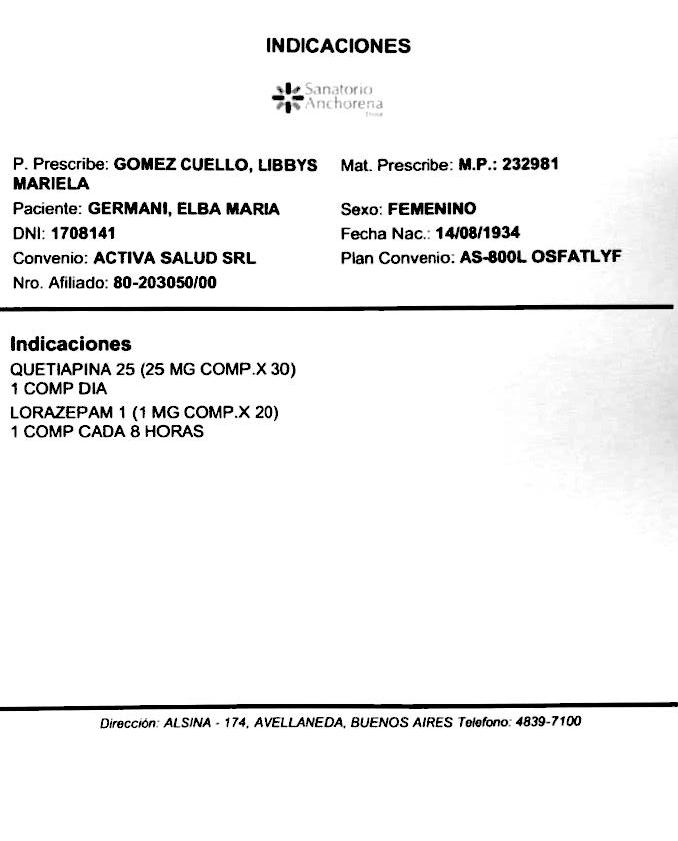 INDICACIONES
Sanatorio
Anchorena
P. Prescribe: GOMEZ CUELLO, LIBBYS MARIELA
Mat. Prescribe: M.P.: 232981
Paciente: GERMANI, ELBA MARIA
Sexo: FEMENINO
DNI: 1708141
Fecha Nac.: 14/08/1934
Convenio: ACTIVA SALUD SRL
Plan Convenio: AS-800L OSFATLYF
Nro. Afiliado: 80-203050/00
Indicaciones
QUETIAPINA 25 (25 MG COMP.X 30)
1 COMP DIA
LORAZEPAM 1 (1 MG COMP.X 20)
1 COMP CADA 8 HORAS
Dirección: ALSINA - 174, AVELLANEDA, BUENOS AIRES Telefono: 4839-7100